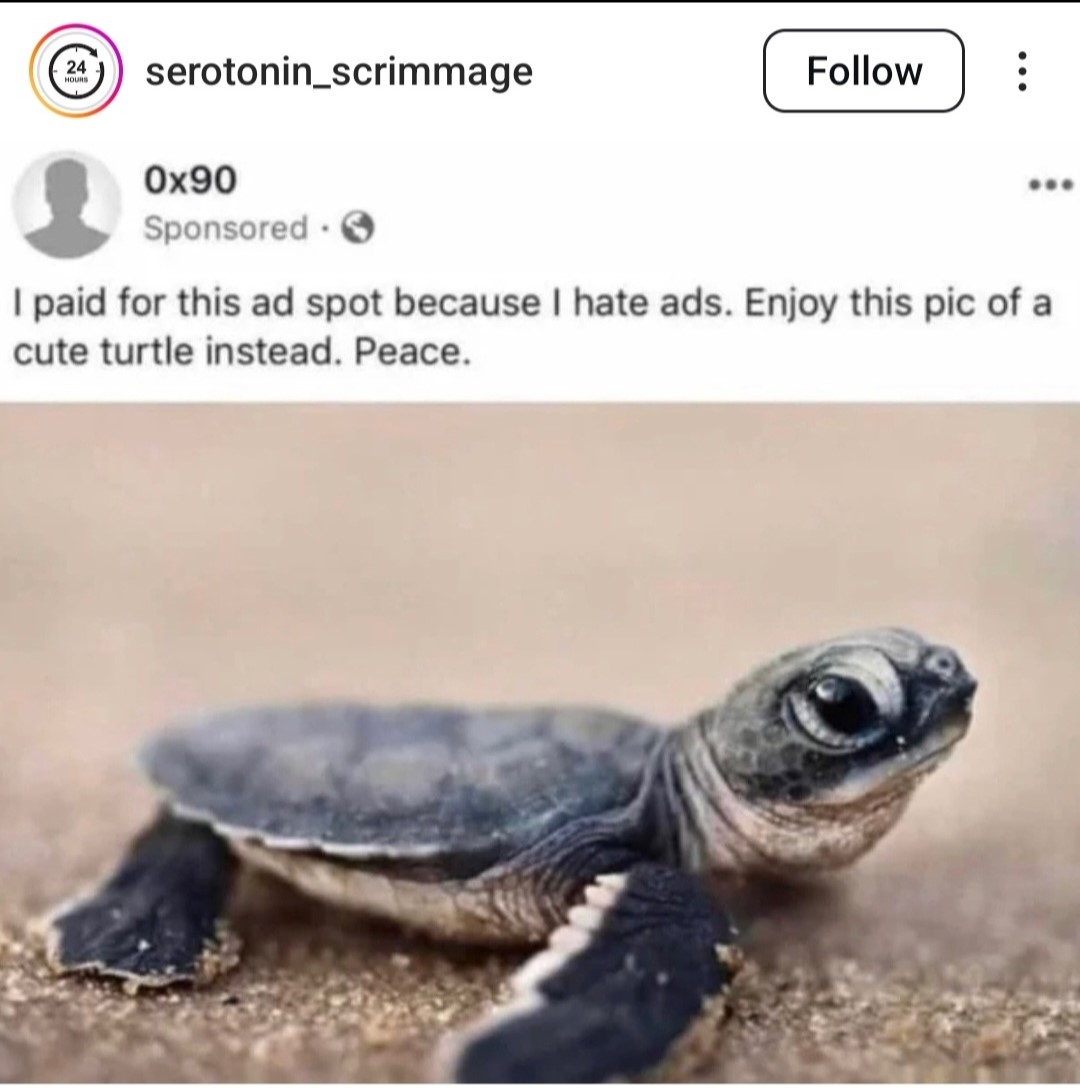 24
HOURS
serotonin_scrimmage
Follow
0x90
Sponsored ·
I paid for this ad spot because I hate ads. Enjoy this pic of a
cute turtle instead. Peace.